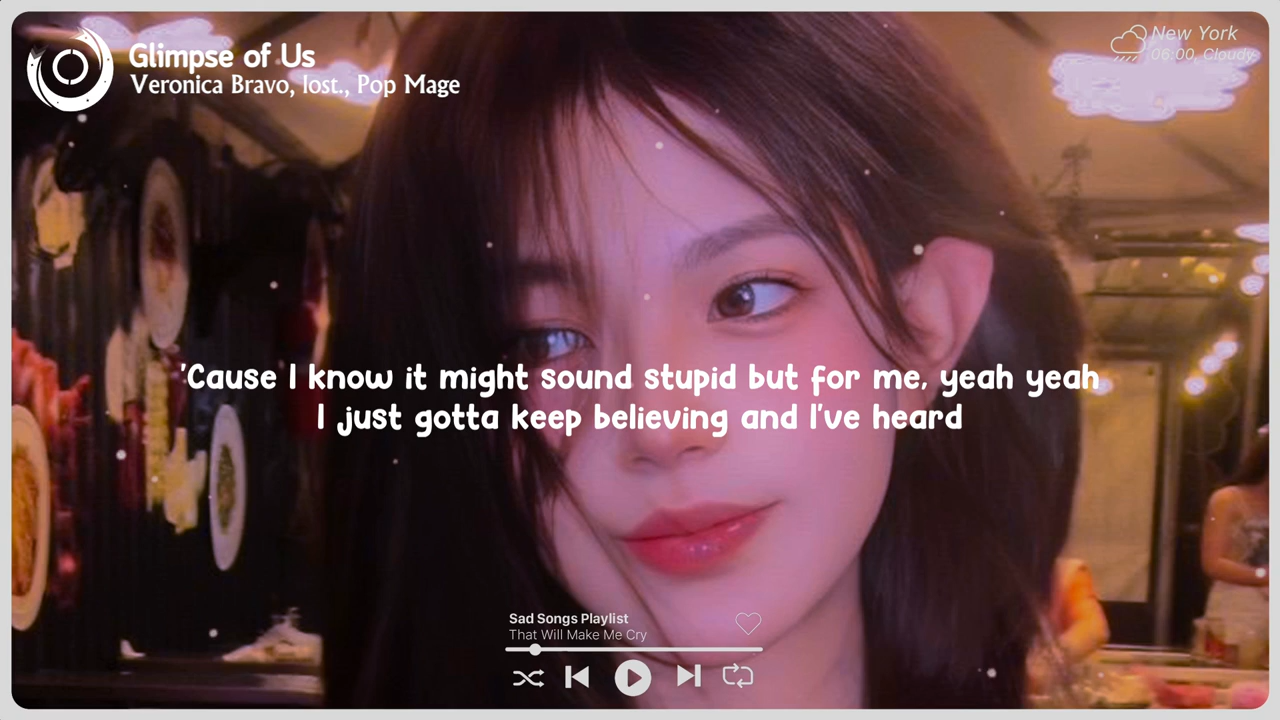 Glimpse of Us
Veronica Bravo, lost., Pop Mage
New York
06:00, Cloudy
'Cause I know it might sound stupid but for me, yeah yeah
I just gotta keep believing and I've heard
Sad Songs Playlist
That Will Make Me Cry